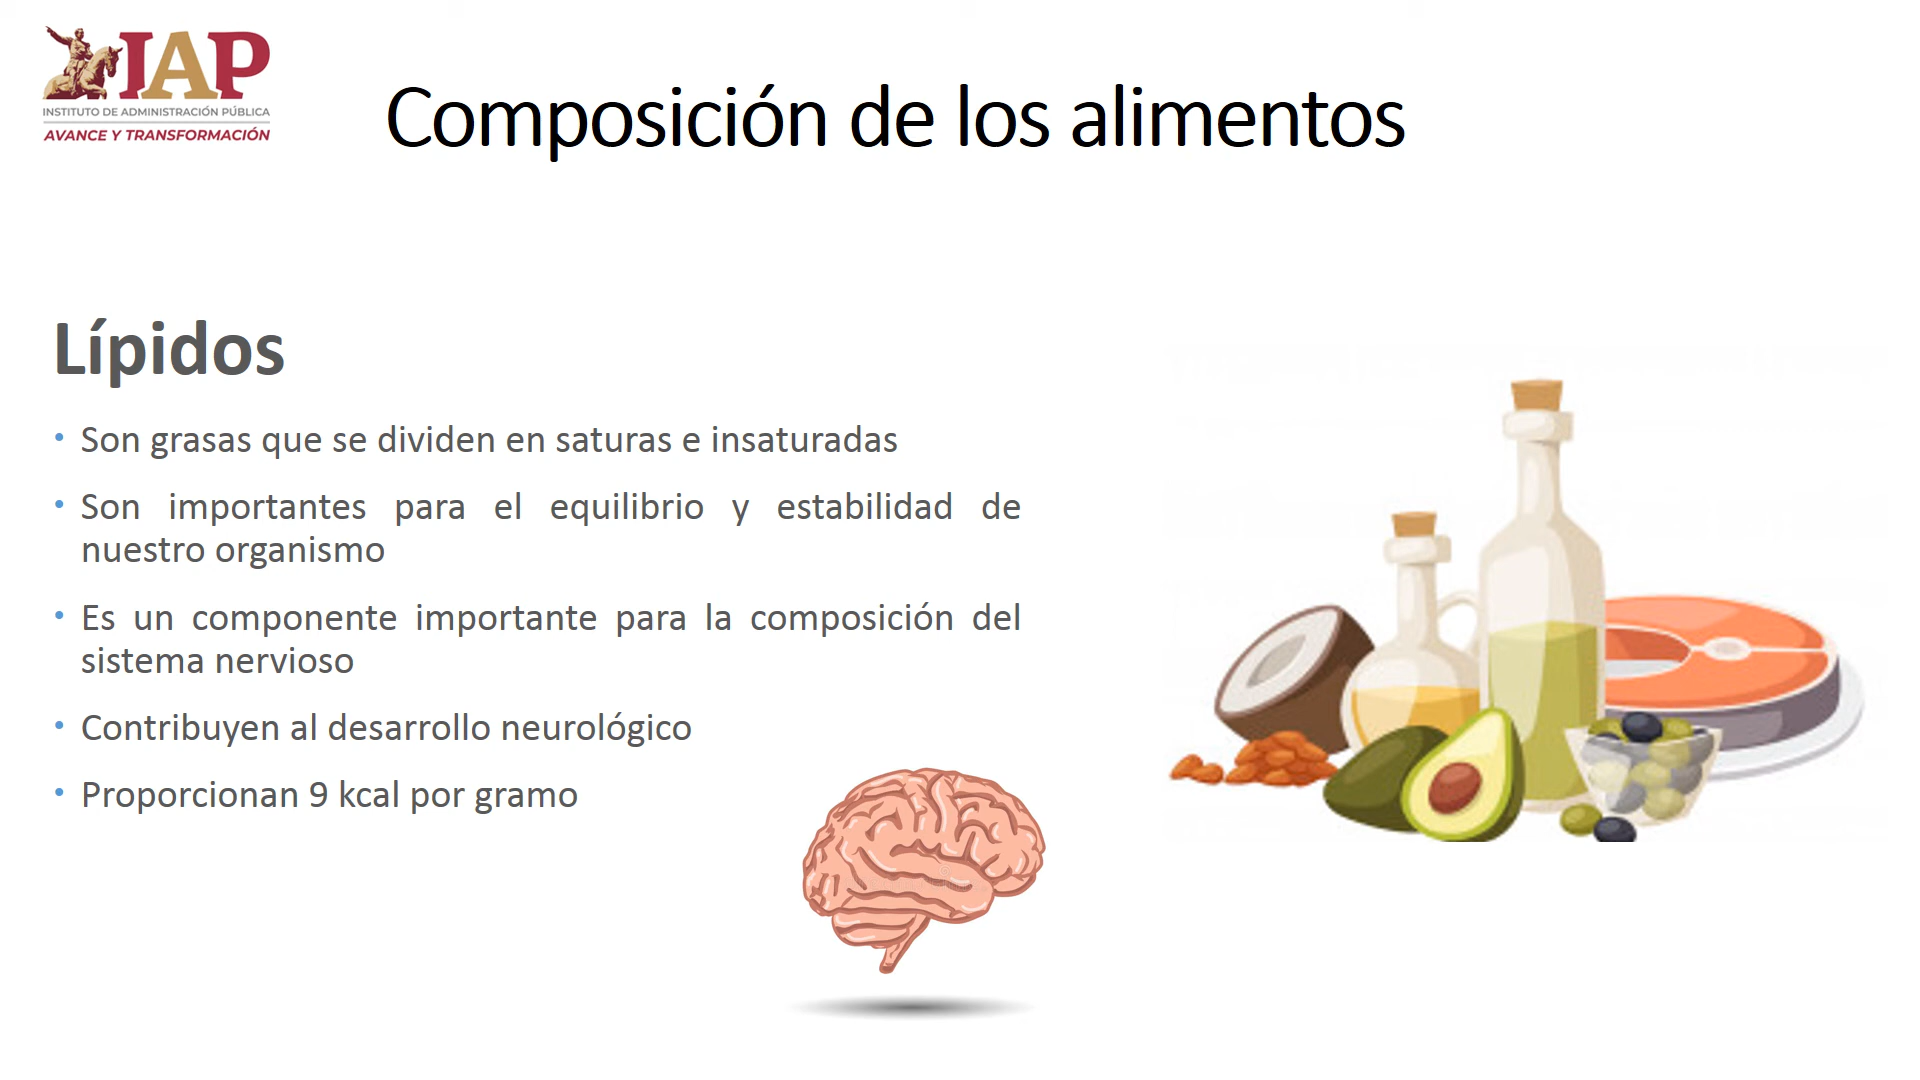 IAP
INSTITUTO DE ADMINISTRACIÓN PÚBLICA
AVANCE Y TRANSFORMACIÓN
Composición de los alimentos
Lípidos
• Son grasas que se dividen en saturas e insaturadas
• Son importantes para el equilibrio y estabilidad de
nuestro organismo
• Es un componente importante para la composición del
sistema nervioso
• Contribuyen al desarrollo neurológico
• Proporcionan 9 kcal por gramo